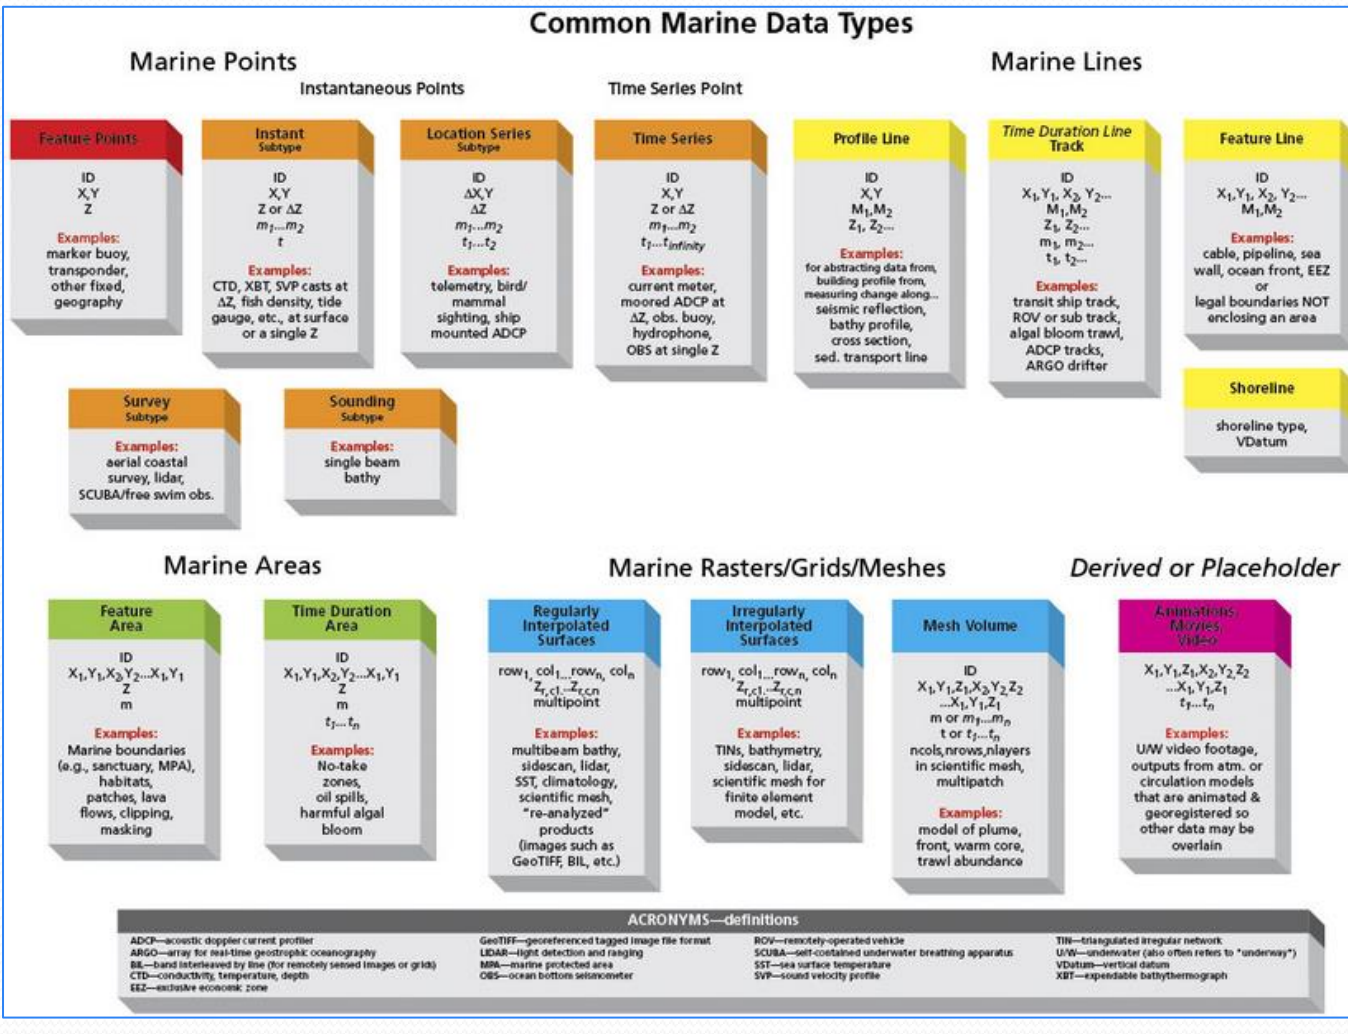 Common Marine Data Types
Marine Points
Marine Lines
Instantaneous Points
Time Series Point
Feature Points
ID
X,Y
Z
Examples:
marker buoy,
transponder,
other fixed,
geography
Instant
Subtype
ID
X,Y
Z or ΔZ
m1...m2
t
Examples:
CTD, XBT, SVP casts at
ΔZ, fish density, tide
gauge, etc., at surface
or a single Z
Location Series
Subtype
ID
ΔX,Y
ΔZ
m1...m2
t1...t2
Examples:
telemetry, bird/
mammal
sighting, ship
mounted ADCP
Time Series
ID
X,Y
Z or ΔZ
m1...m2
t1...tinfinity
Examples:
current meter,
moored ADCP at
ΔZ, obs. buoy,
hydrophone,
OBS at single Z
Profile Line
ID
X,Y
M1,M2
Z1, Z2...
Examples:
for abstracting data from,
building profile from,
measuring change along...
seismic reflection,
bathy profile,
cross section,
sed. transport line
Time Duration Line
Track
ID
X1,Y1, X2, Y2...
M1,M2
Z1, Z2...
m1, m2...
t1, t2...
Examples:
transit ship track,
ROV or sub track,
algal bloom trawl,
ADCP tracks,
ARGO drifter
Feature Line
ID
X1,Y1, X2, Y2...
M1,M2
Examples:
cable, pipeline, sea
wall, ocean front, EEZ
or
legal boundaries NOT
enclosing an area
Survey
Subtype
Examples:
aerial coastal
survey, lidar,
SCUBA/free swim obs.
Sounding
Subtype
Examples:
single beam
bathy
Shoreline
shoreline type,
VDatum
Marine Areas
Marine Rasters/Grids/Meshes
Derived or Placeholder
Feature
Area
ID
X1,Y1,X2,Y2...X1,Y1
Z
m
Examples:
Marine boundaries
(e.g., sanctuary, MPA),
habitats,
patches, lava
flows, clipping,
masking
Time Duration
Area
ID
X1,Y1,X2,Y2...X1,Y1
Z
m
t1...tn
Examples:
No-take
zones,
oil spills,
harmful algal
bloom
Regularly
Interpolated
Surfaces
row1, col1...rown, coln
Zr,c1...Zr,c,n
multipoint
Examples:
multibeam bathy,
sidescan, lidar,
SST, climatology,
scientific mesh,
"re-analyzed"
products
(images such as
GeoTIFF, BIL, etc.)
Irregularly
Interpolated
Surfaces
row1, col1...rown, coln
Zr,c1...Zr,c,n
multipoint
Examples:
TINs, bathymetry,
sidescan, lidar,
scientific mesh for
finite element
model, etc.
Mesh Volume
ID
X1,Y1,Z1,X2,Y2,Z2
...X1,Y1,Z1
m or m1...mn
t or t1...tn
ncols,nrows,nlayers
in scientific mesh,
multipatch
Examples:
model of plume,
front, warm core,
trawl abundance
Animations,
Movies,
Video
X1,Y1,Z1,X2,Y2,Z2
...X1,Y1,Z1
t1...tn
Examples:
U/W video footage,
outputs from atm. or
circulation models
that are animated &
georegistered so
other data may be
overlain
ACRONYMS—definitions
ADCP—acoustic doppler current profiler
ARGO—array for real-time geostrophic oceanography
BIL—band interleaved by line (for remotely sensed images or grids)
CTD—conductivity, temperature, depth
EEZ—exclusive economic zone
GeoTIFF—georeferenced tagged image file format
LIDAR—light detection and ranging
MPA—marine protected area
OBS—ocean bottom seismometer
ROV—remotely-operated vehicle
SCUBA—self-contained underwater breathing apparatus
SST—sea surface temperature
SVP—sound velocity profile
TIN—triangulated irregular network
U/W—underwater (also often refers to "underway")
VDatum—vertical datum
XBT—expendable bathythermograph